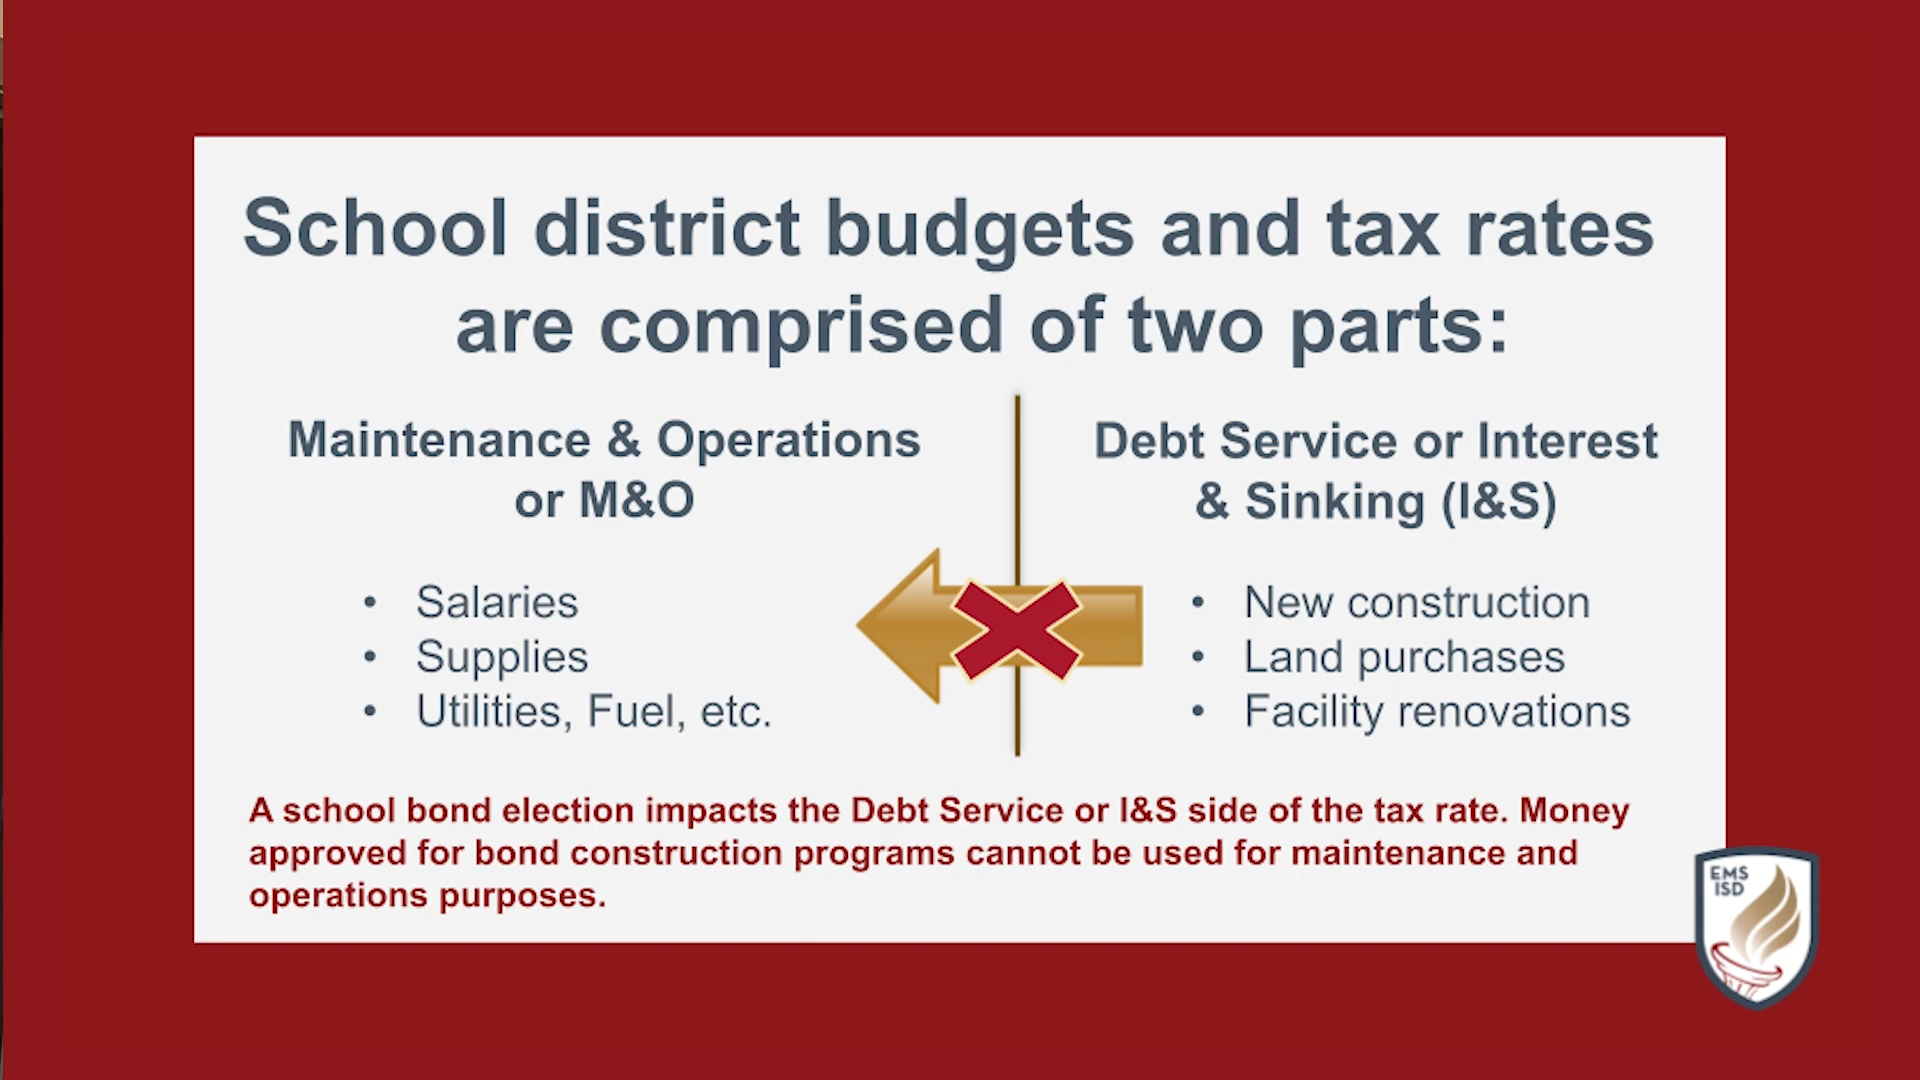 School district budgets and tax rates
are comprised of two parts:
Maintenance & Operations
or M&O
• Salaries
• Supplies
• Utilities, Fuel, etc.
Debt Service or Interest
& Sinking (I&S)
• New construction
• Land purchases
• Facility renovations
A school bond election impacts the Debt Service or I&S side of the tax rate. Money
approved for bond construction programs cannot be used for maintenance and
operations purposes.
EMS
ISD